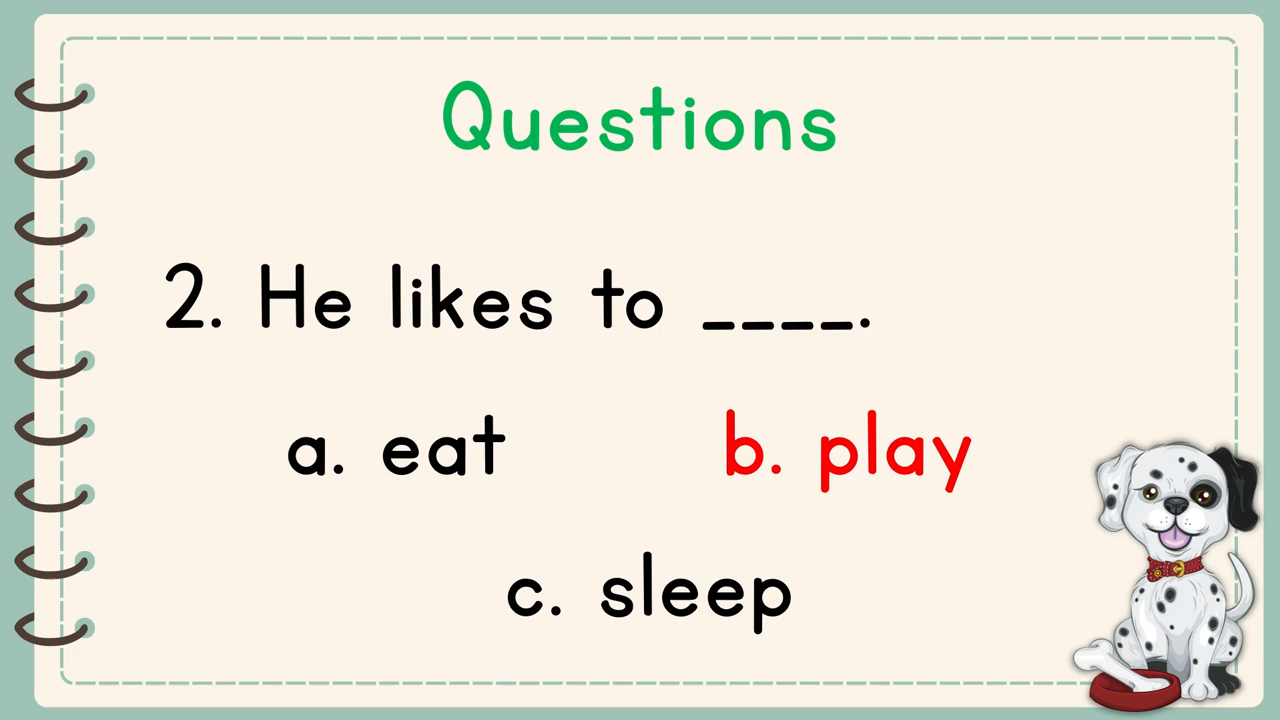 Questions
2. He likes to ____.
a. eat b. play
c. sleep